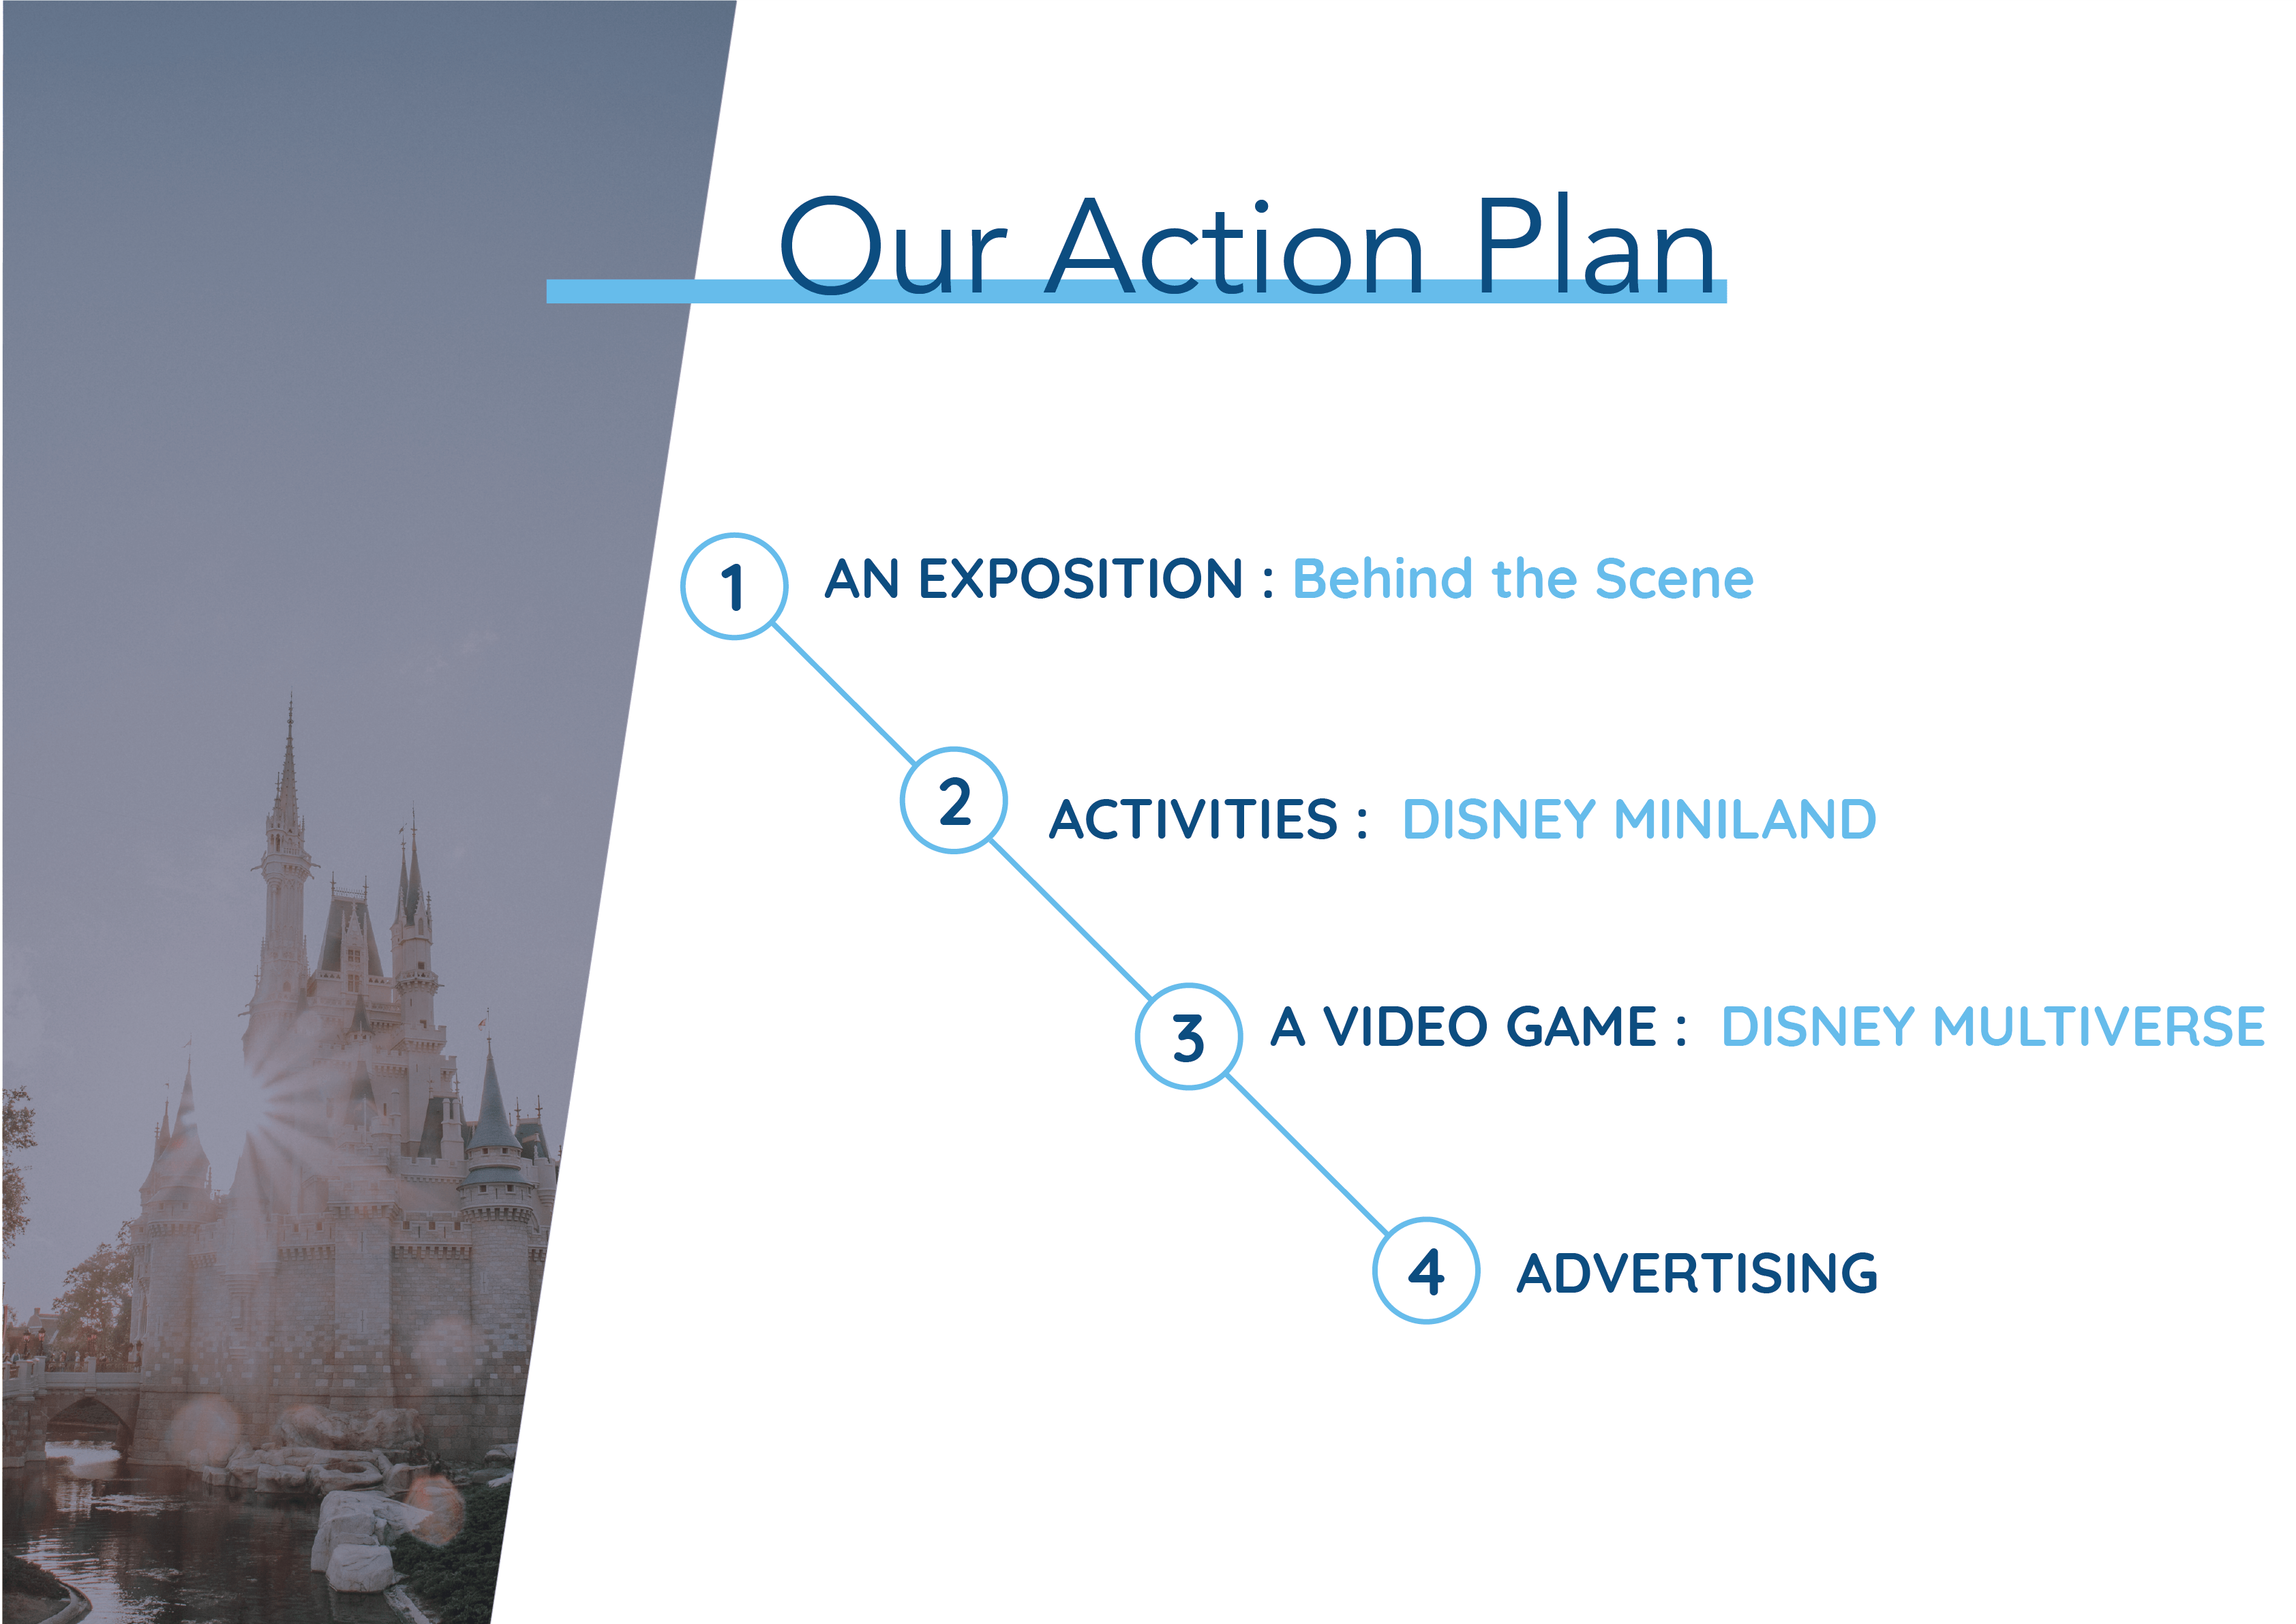 Our Action Plan
1 AN EXPOSITION : Behind the Scene
2 ACTIVITIES : DISNEY MINILAND
3 A VIDEO GAME : DISNEY MULTIVERSE
4 ADVERTISING